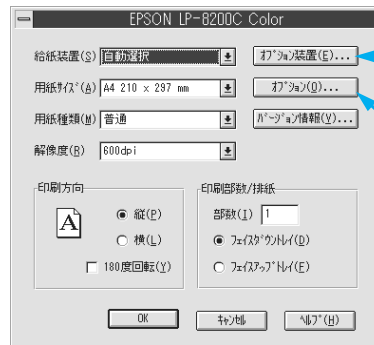 EPSON LP-8200C Color
給紙装置(S) 自動選択 ｵﾌﾟｼｮﾝ装置(E)...
用紙ｻｲｽﾞ(A) A4 210 x 297 mm ｵﾌﾟｼｮﾝ(O)...
用紙種類(M) 普通 ﾊﾞｰｼﾞｮﾝ情報(V)...
解像度(R) 600dpi
印刷方向
A
縦(P)
横(L)
180度回転(Y)
印刷部数/排紙
部数(I) 1
ﾌｪｲｽﾀﾞｳﾝﾄﾚｲ(D)
ﾌｪｲｽｱｯﾌﾟﾄﾚｲ(E)
OK ｷｬﾝｾﾙ ﾍﾙﾌﾟ(H)